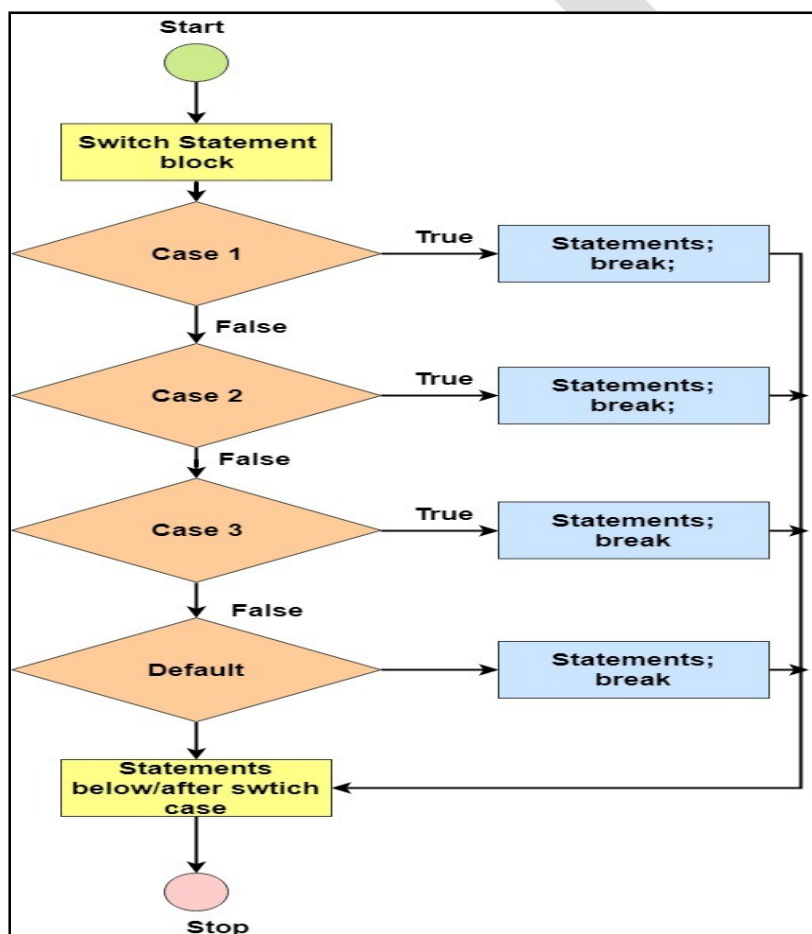 Start
Switch Statement
block
Case 1
True
Statements;
break;
False
Case 2
True
Statements;
break;
False
Case 3
True
Statements;
break
False
Default
Statements;
break
Statements
below/after swtich
case
Stop